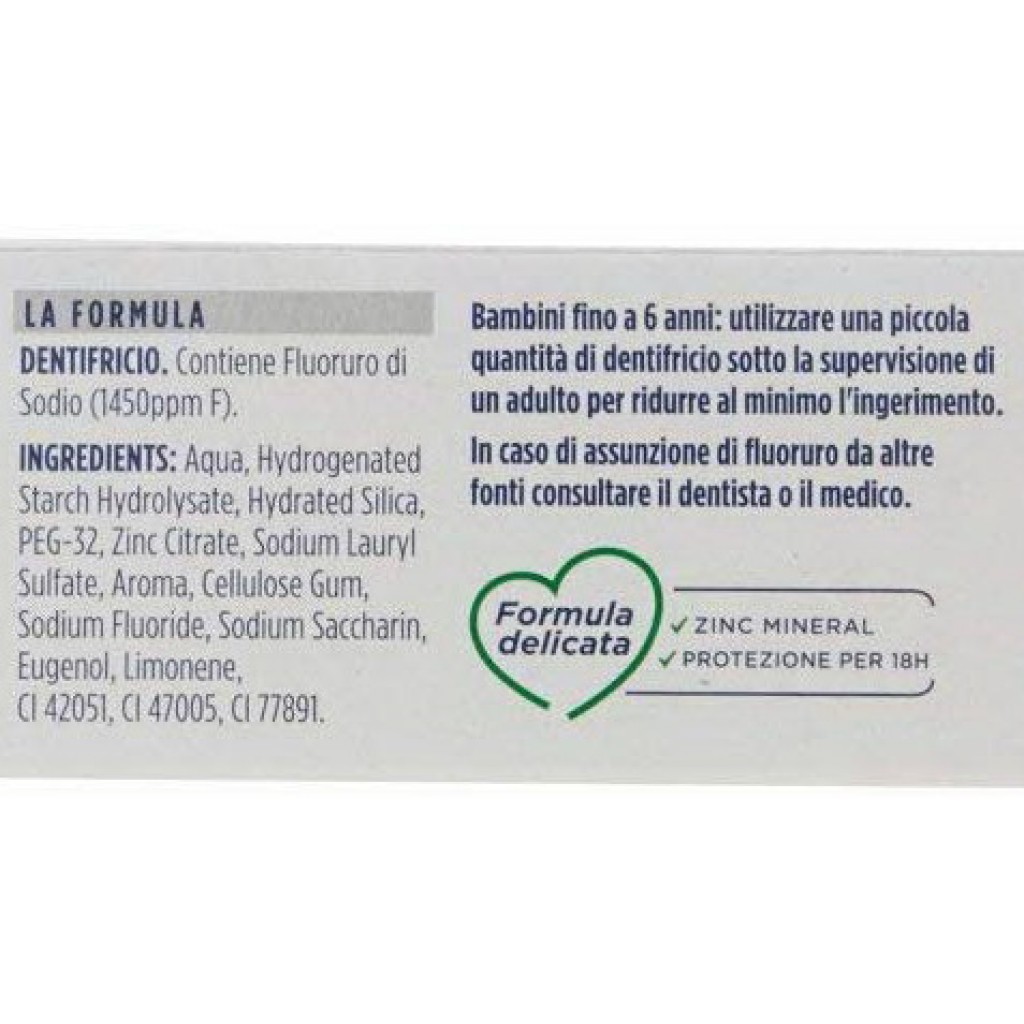 LA FORMULA
DENTIFRICIO. Contiene Fluoruro di
Sodio (1450ppm F).
INGREDIENTS: Aqua, Hydrogenated
Starch Hydrolysate, Hydrated Silica,
PEG-32, Zinc Citrate, Sodium Lauryl
Sulfate, Aroma, Cellulose Gum,
Sodium Fluoride, Sodium Saccharin,
Eugenol, Limonene,
CI 42051, CI 47005, CI 77891.
Bambini fino a 6 anni: utilizzare una piccola
quantità di dentifricio sotto la supervisione di
un adulto per ridurre al minimo l'ingerimento.
In caso di assunzione di fluoruro da altre
fonti consultare il dentista o il medico.
Formula
delicata
✓ ZINC MINERAL
✓ PROTEZIONE PER 18H